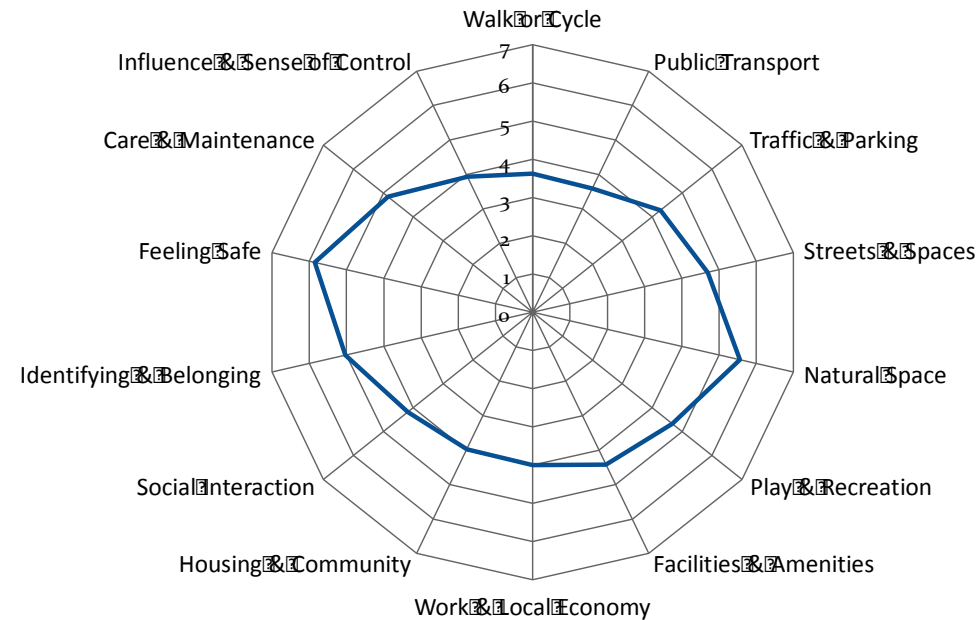 Walk or Cycle
Public Transport
Traffic & Parking
Streets & Spaces
Natural Space
Play & Recreation
Facilities & Amenities
Work & Local Economy
Housing & Community
Social Interaction
Identifying & Belonging
Feeling Safe
Care & Maintenance
Influence & Sense of Control
7
6
5
4
3
2
1
0